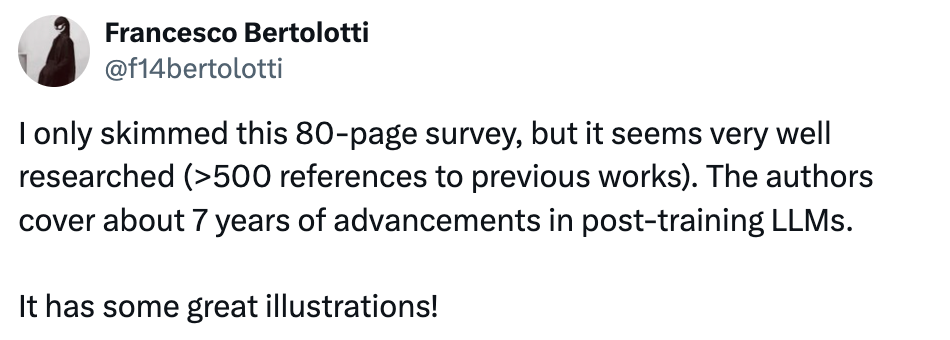 Francesco Bertolotti
@f14bertolotti
I only skimmed this 80-page survey, but it seems very well
researched (>500 references to previous works). The authors
cover about 7 years of advancements in post-training LLMs.
It has some great illustrations!